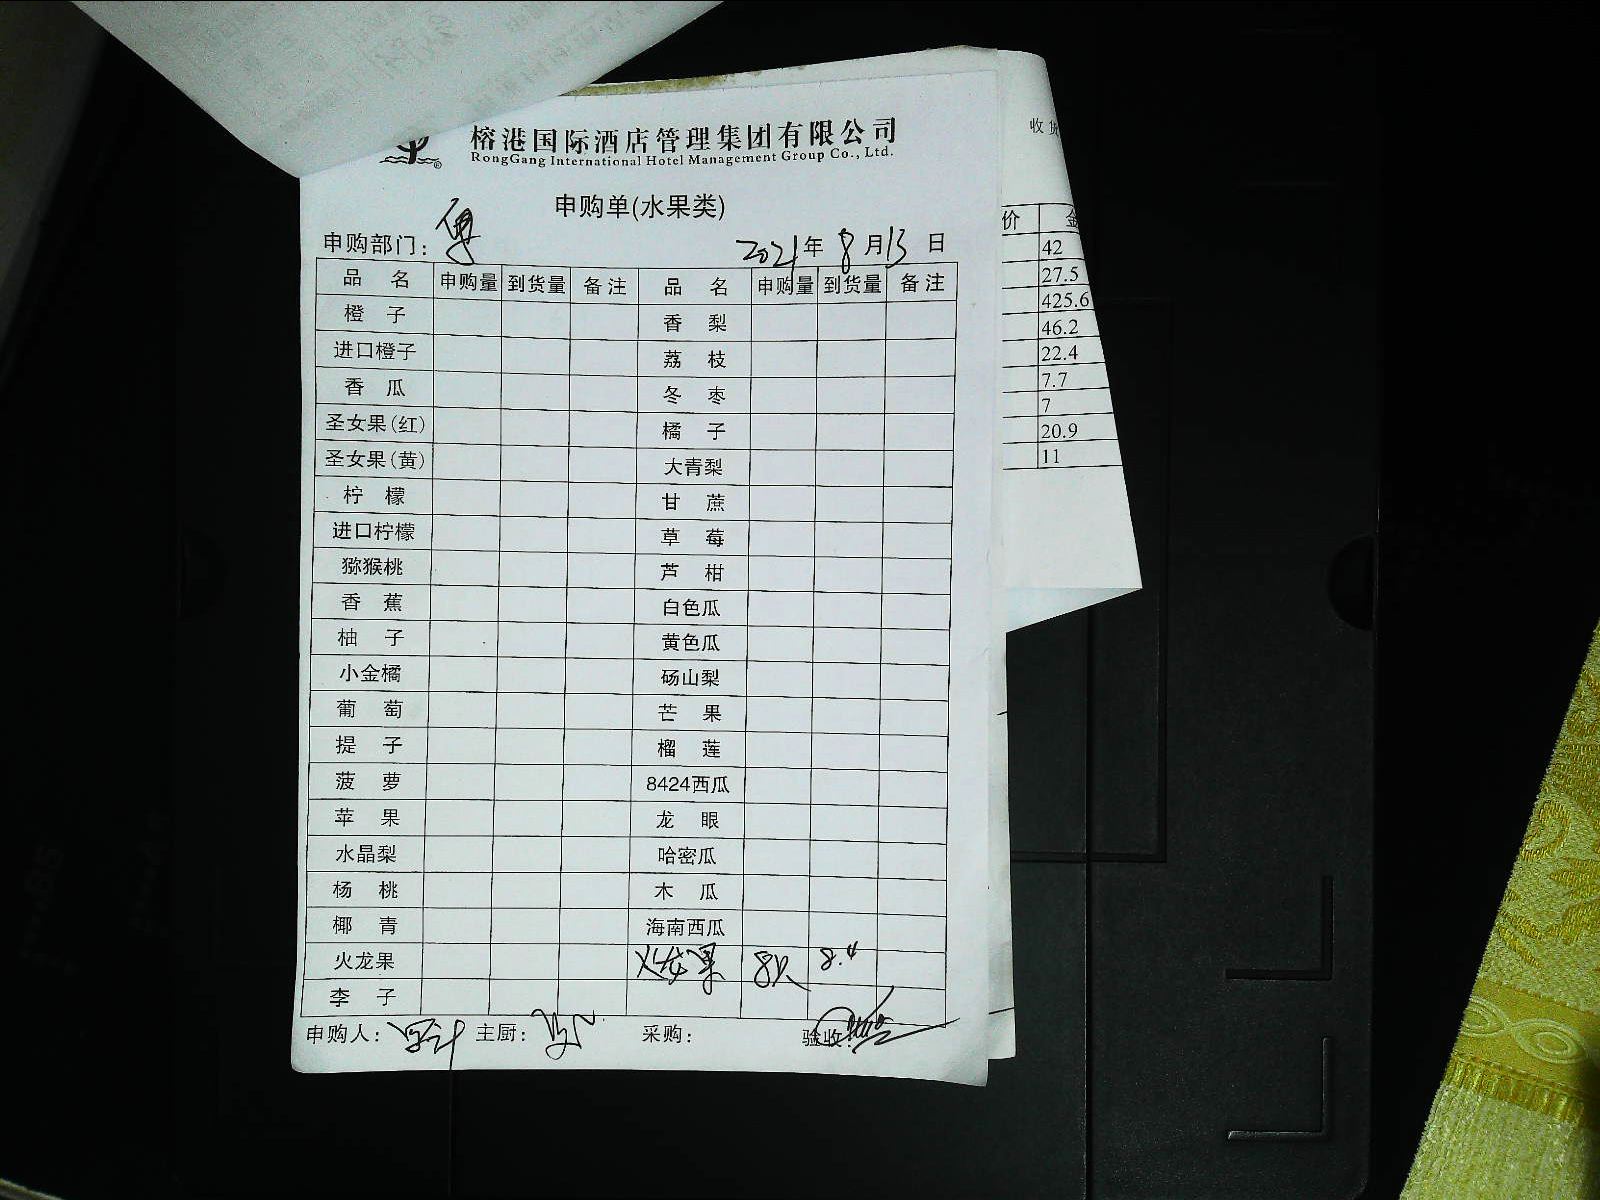 榕港国际酒店管理集团有限公司
RongGang International Hotel Management Group Co., Ltd.
申购单(水果类)
申购部门: 2021年8月13日
品名 申购量 到货量 备注 品名 申购量 到货量 备注
橙子 香梨
进口橙子 荔枝
香瓜 冬枣
圣女果(红) 橘子
圣女果(黄) 大青梨
柠檬 甘蔗
进口柠檬 草莓
猕猴桃 芦柑
香蕉 白色瓜
柚子 黄色瓜
小金橘 砀山梨
葡萄 芒果
提子 榴莲
菠萝 8424西瓜
苹果 龙眼
水晶梨 哈密瓜
杨桃 木瓜
椰青 海南西瓜
火龙果 火龙果 8.4
李子
申购人: 主厨: 采购: 验收:
收货
价 金
42
27.5
425.6
46.2
22.4
7.7
7
20.9
11